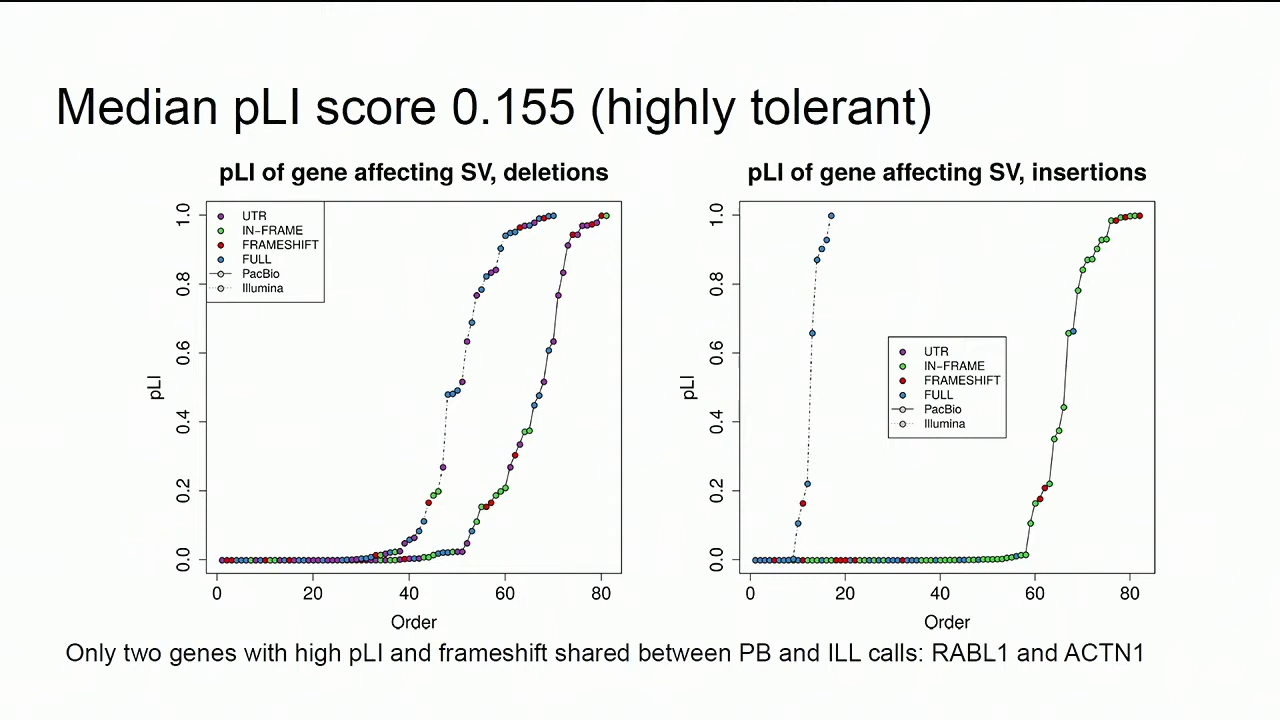 Median pLI score 0.155 (highly tolerant)
pLI of gene affecting SV, deletions
1.0
0.8
0.6
0.4
0.2
0.0
pLI
UTR
IN−FRAME
FRAMESHIFT
FULL
PacBio
Illumina
0 20 40 60 80
Order
pLI of gene affecting SV, insertions
1.0
0.8
0.6
0.4
0.2
0.0
pLI
UTR
IN−FRAME
FRAMESHIFT
FULL
PacBio
Illumina
0 20 40 60 80
Order
Only two genes with high pLI and frameshift shared between PB and ILL calls: RABL1 and ACTN1